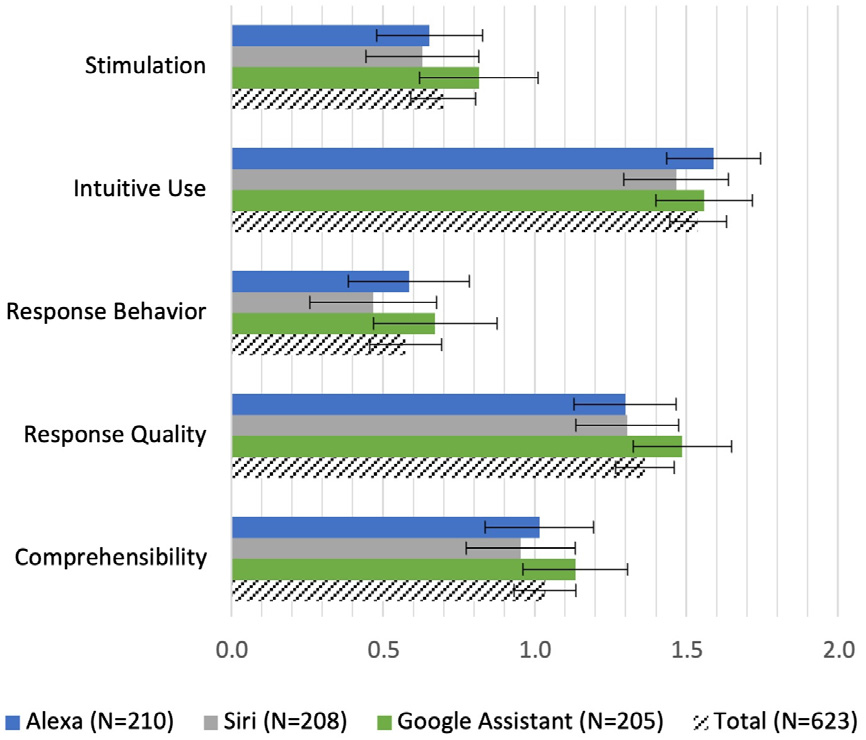 Stimulation
Intuitive Use
Response Behavior
Response Quality
Comprehensibility
0.0 0.5 1.0 1.5 2.0
Alexa (N=210) Siri (N=208) Google Assistant (N=205) Total (N=623)